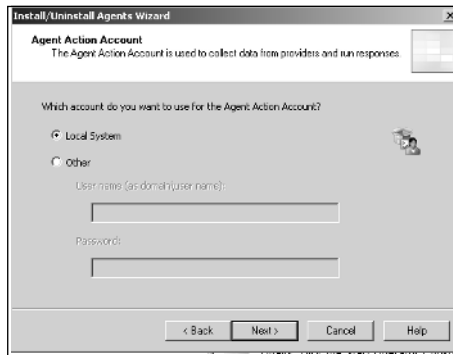 Install/Uninstall Agents Wizard
Agent Action Account
The Agent Action Account is used to collect data from providers and run responses.
Which account do you want to use for the Agent Action Account?
Local System
Other
User name (as domain\user name):
Password:
< Back
Next >
Cancel
Help